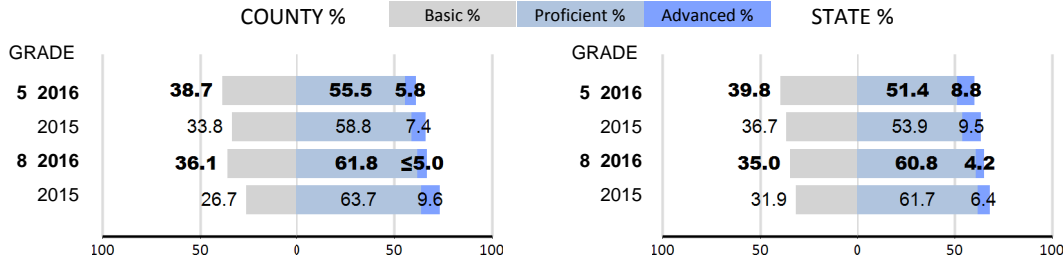 COUNTY % Basic % Proficient % Advanced % STATE %
GRADE GRADE
5 2016 38.7 55.5 5.8 5 2016 39.8 51.4 8.8
2015 33.8 58.8 7.4 2015 36.7 53.9 9.5
8 2016 36.1 61.8 ≤5.0 8 2016 35.0 60.8 4.2
2015 26.7 63.7 9.6 2015 31.9 61.7 6.4
100 50 0 50 100 100 50 0 50 100